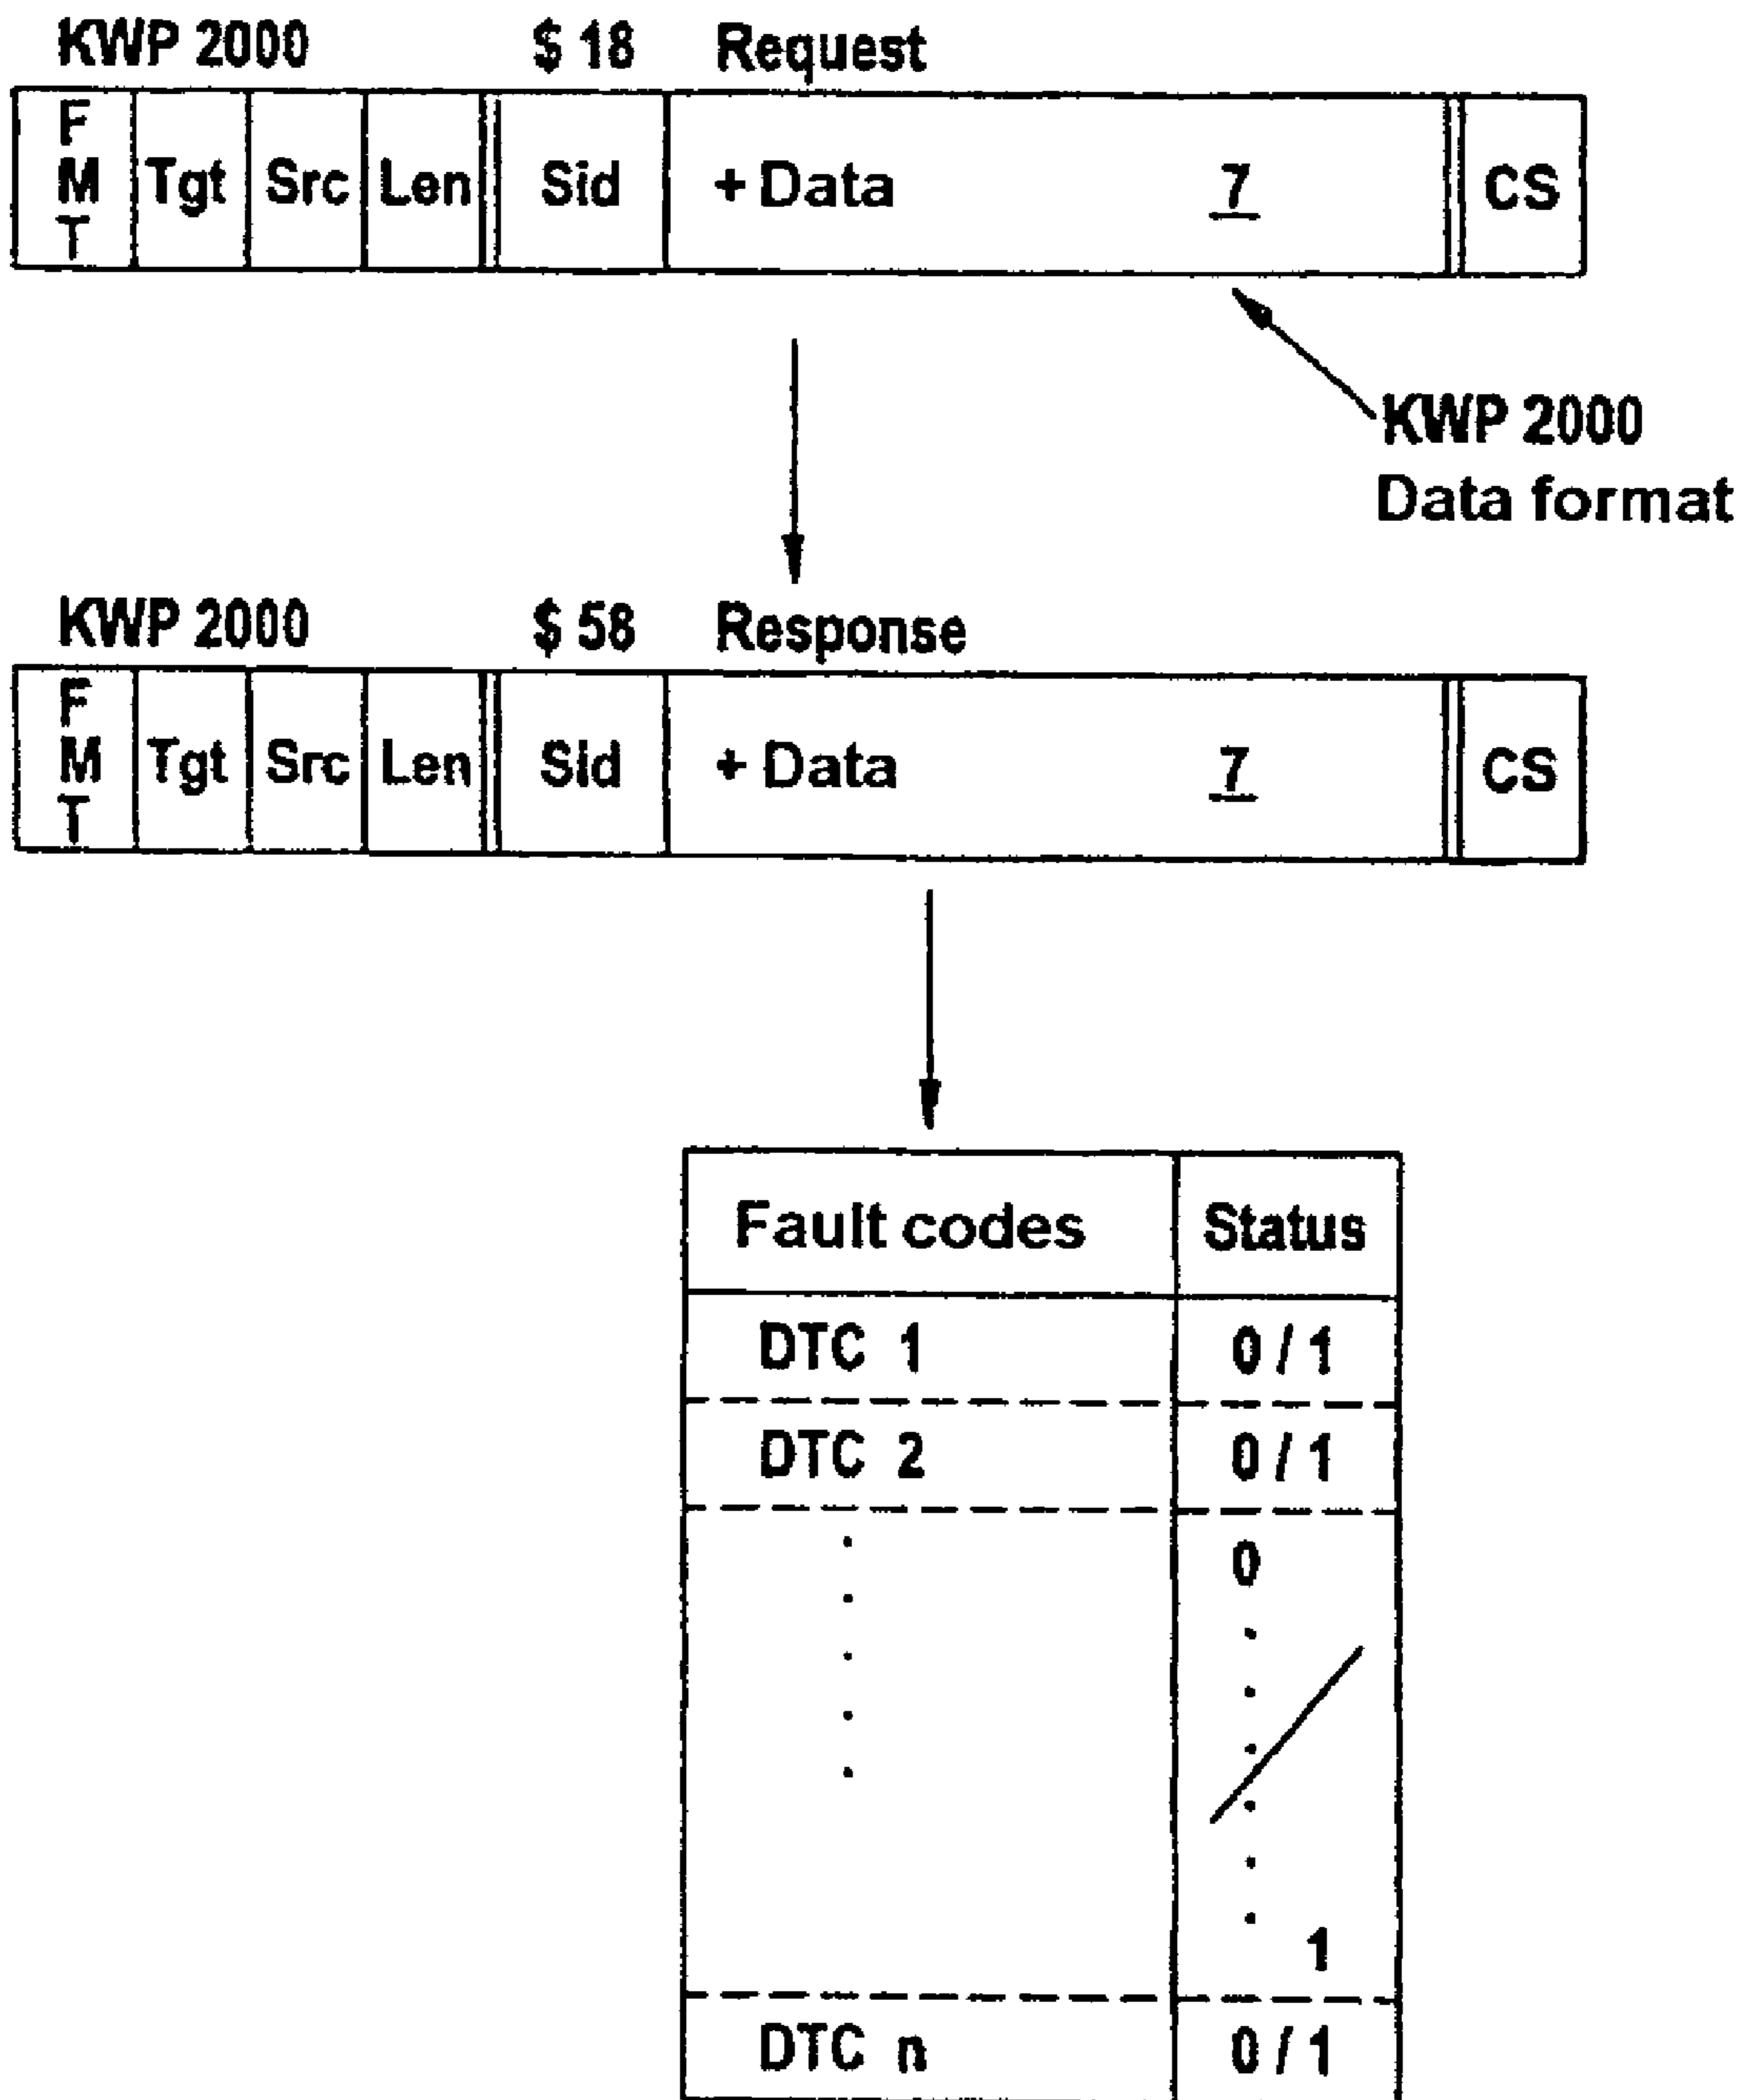 KWP 2000 $ 18 Request
FMT Tgt Src Len Sid + Data 7 CS
KWP 2000
Data format
KWP 2000 $ 58 Response
FMT Tgt Src Len Sid + Data 7 CS
Fault codes Status
DTC 1 0 / 1
DTC 2 0 / 1
0
1
DTC n 0 / 1